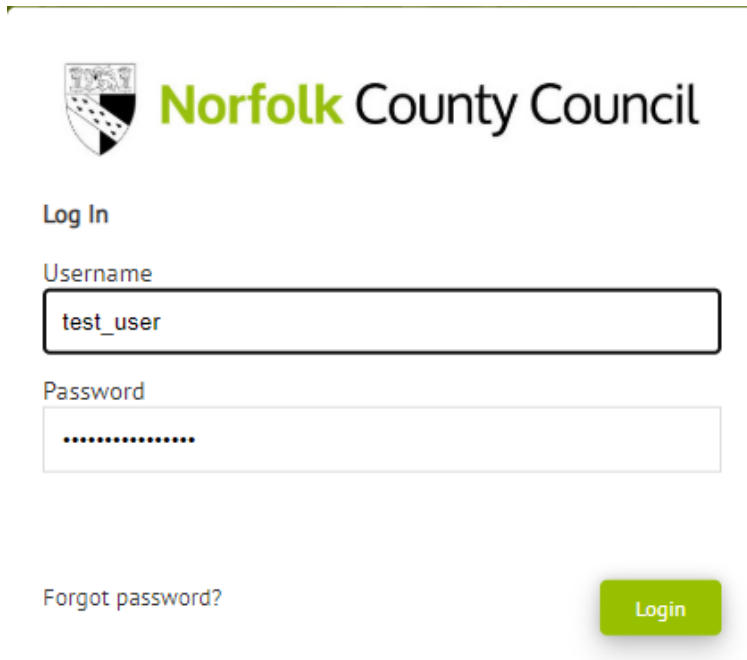 Norfolk County Council
Log In
Username
test_user
Password
••••••••••••••••
Forgot password?
Login